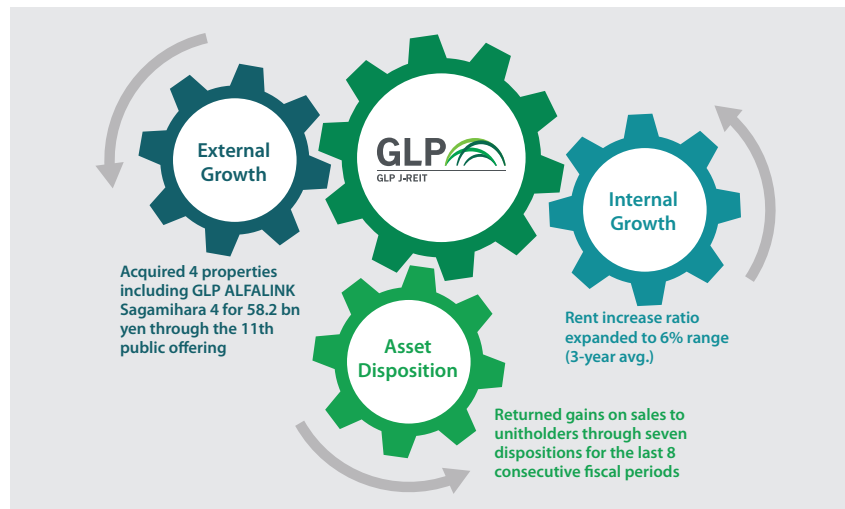 External
Growth
GLP
GLP J-REIT
Internal
Growth
Acquired 4 properties
including GLP ALFALINK
Sagamihara 4 for 58.2 bn
yen through the 11th
public offering
Rent increase ratio
expanded to 6% range
(3-year avg.)
Asset
Disposition
Returned gains on sales to
unitholders through seven
dispositions for the last 8
consecutive fiscal periods